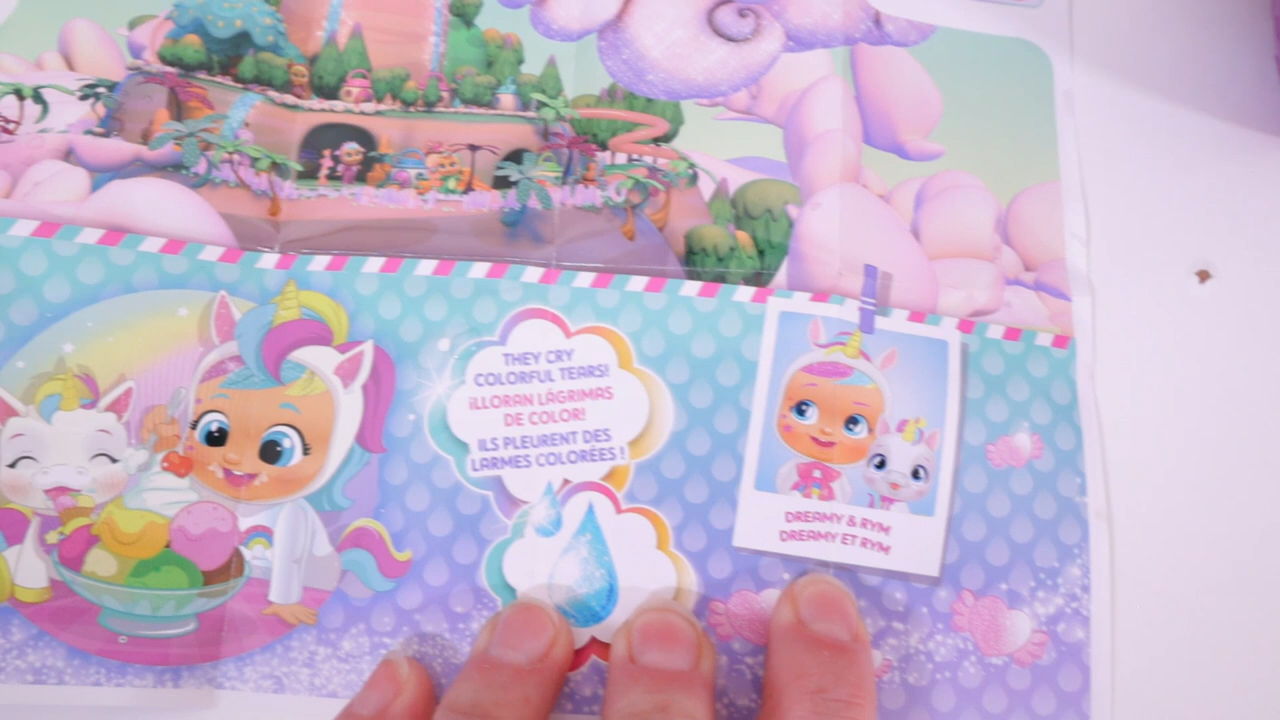 THEY CRY
COLORFUL TEARS!
¡LLORAN LÁGRIMAS
DE COLOR!
ILS PLEURENT DES
LARMES COLORÉES !
DREAMY & RYM
DREAMY ET RYM